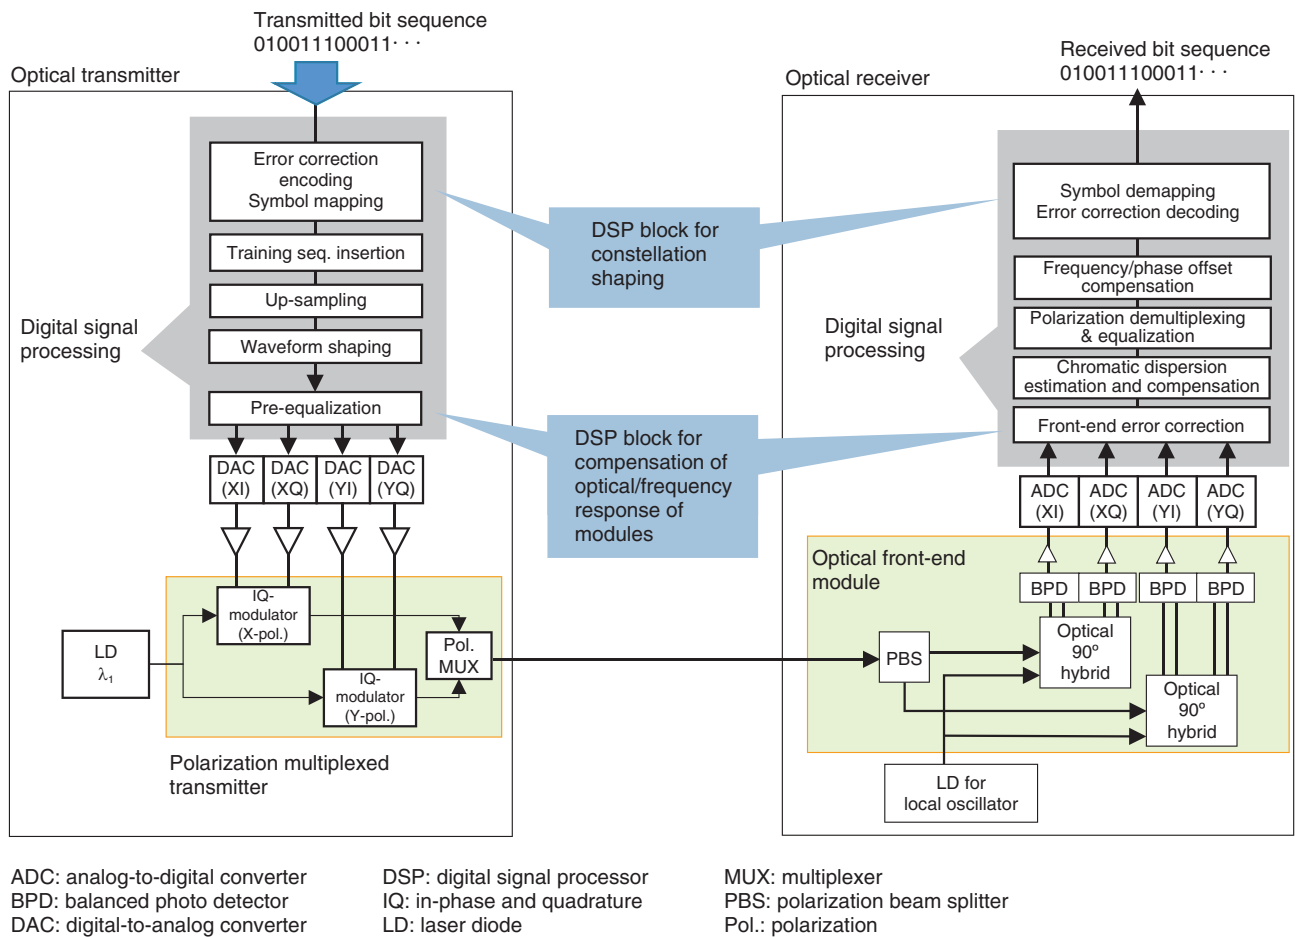 Transmitted bit sequence
010011100011···
Optical transmitter
Error correction
encoding
Symbol mapping
Training seq. insertion
Up-sampling
Waveform shaping
Pre-equalization
Digital signal
processing
DAC
(XI)
DAC
(XQ)
DAC
(YI)
DAC
(YQ)
IQ-
modulator
(X-pol.)
IQ-
modulator
(Y-pol.)
Pol.
MUX
LD
λ₁
Polarization multiplexed
transmitter
DSP block for
constellation
shaping
DSP block for
compensation of
optical/frequency
response of
modules
Received bit sequence
010011100011···
Optical receiver
Symbol demapping
Error correction decoding
Frequency/phase offset
compensation
Polarization demultiplexing
& equalization
Chromatic dispersion
estimation and compensation
Front-end error correction
Digital signal
processing
ADC
(XI)
ADC
(XQ)
ADC
(YI)
ADC
(YQ)
Optical front-end
module
BPD
BPD
BPD
BPD
PBS
Optical
90º
hybrid
Optical
90º
hybrid
LD for
local oscillator
ADC: analog-to-digital converter
BPD: balanced photo detector
DAC: digital-to-analog converter
DSP: digital signal processor
IQ: in-phase and quadrature
LD: laser diode
MUX: multiplexer
PBS: polarization beam splitter
Pol.: polarization